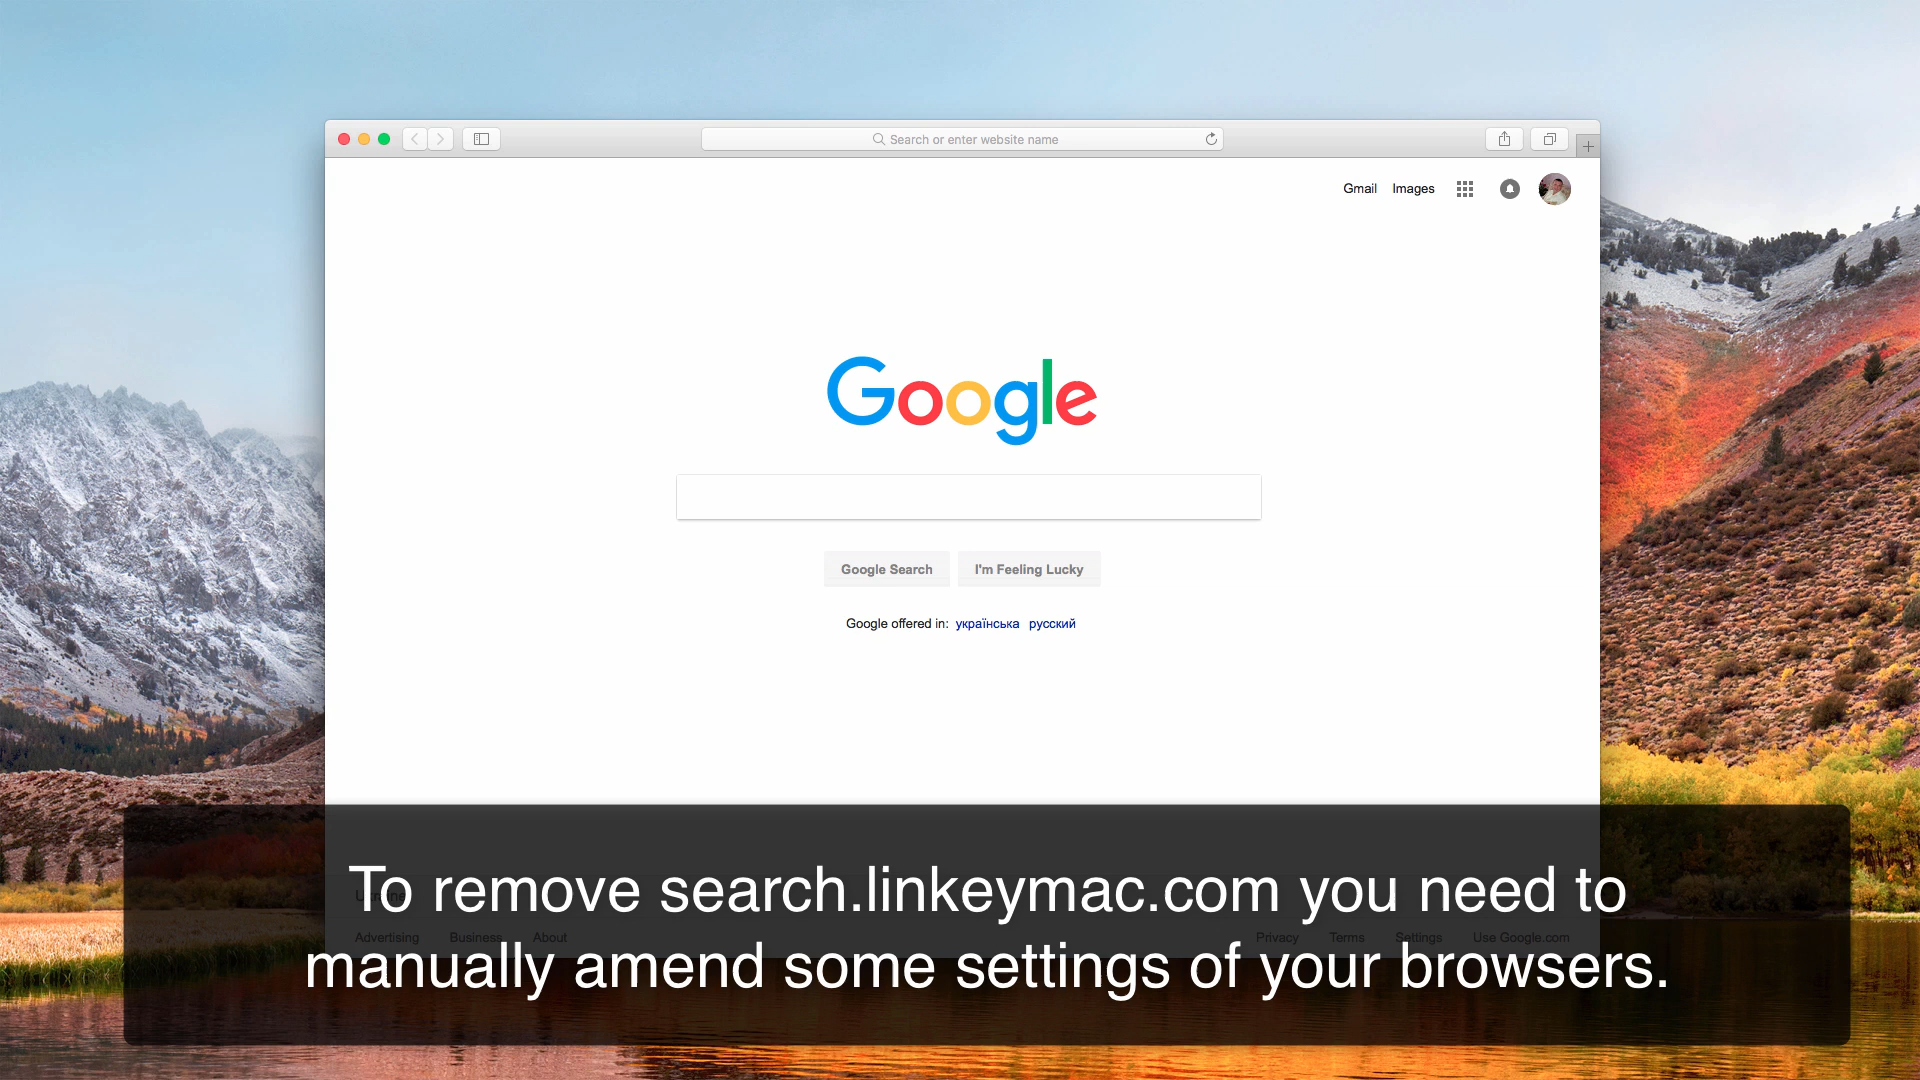 Search or enter website name
Gmail Images
Google
Google Search I'm Feeling Lucky
Google offered in: українська русский
To remove search.linkeymac.com you need to
Advertising Business About Privacy Terms Settings Use Google.com
manually amend some settings of your browsers.